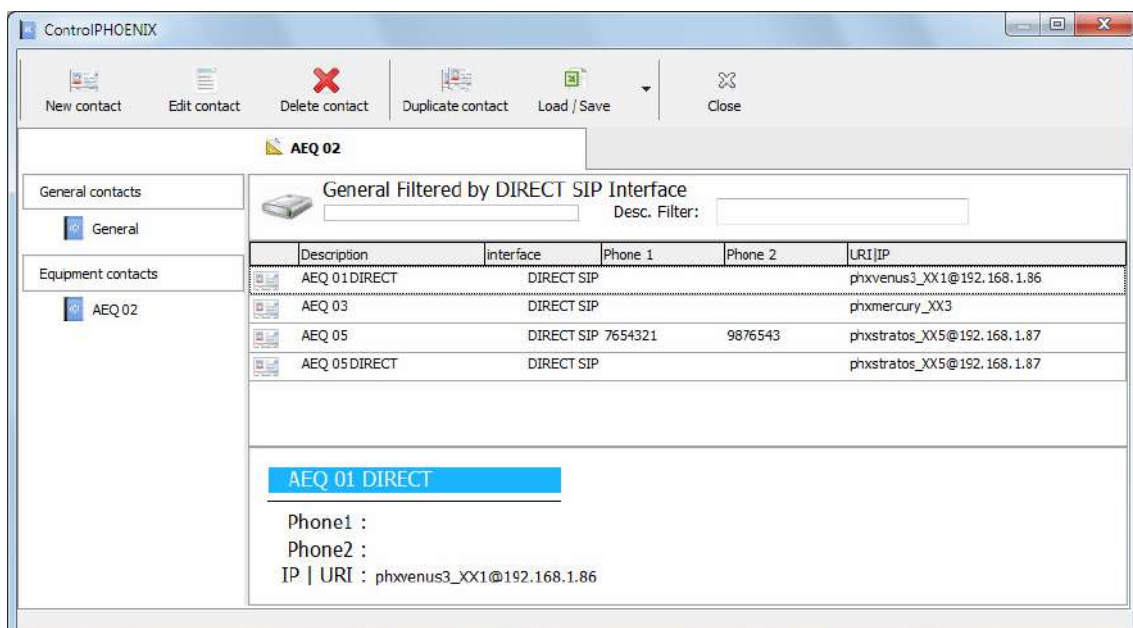 ControlPHOENIX
New contact Edit contact Delete contact Duplicate contact Load / Save Close
AEQ 02
General contacts
General
Equipment contacts
AEQ 02
General Filtered by DIRECT SIP Interface
Desc. Filter:
Description interface Phone 1 Phone 2 URI|IP
AEQ 01DIRECT DIRECT SIP phxvenus3_XX1@192.168.1.86
AEQ 03 DIRECT SIP phxmercury_XX3
AEQ 05 DIRECT SIP 7654321 9876543 phxstratos_XX5@192.168.1.87
AEQ 05DIRECT DIRECT SIP phxstratos_XX5@192.168.1.87
AEQ 01 DIRECT
Phone1 :
Phone2 :
IP | URI : phxvenus3_XX1@192.168.1.86